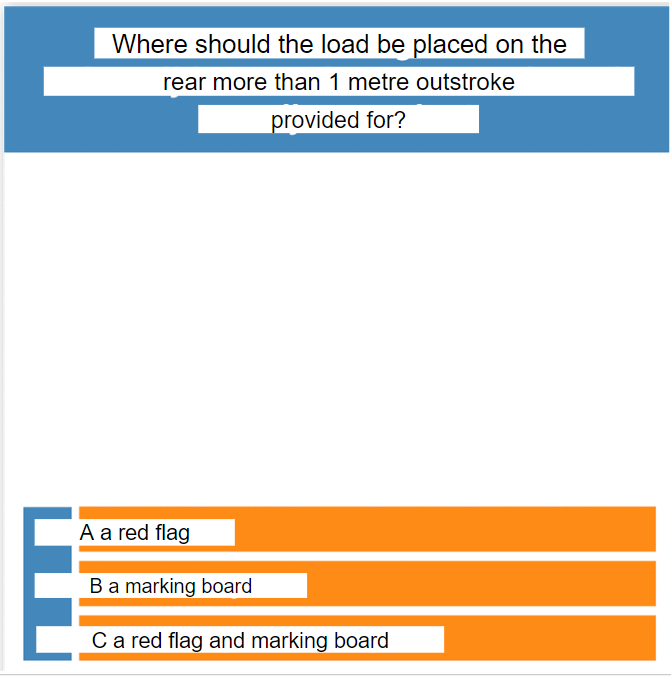 Where should the load be placed on the
rear more than 1 metre outstroke
provided for?
A a red flag
B a marking board
C a red flag and marking board